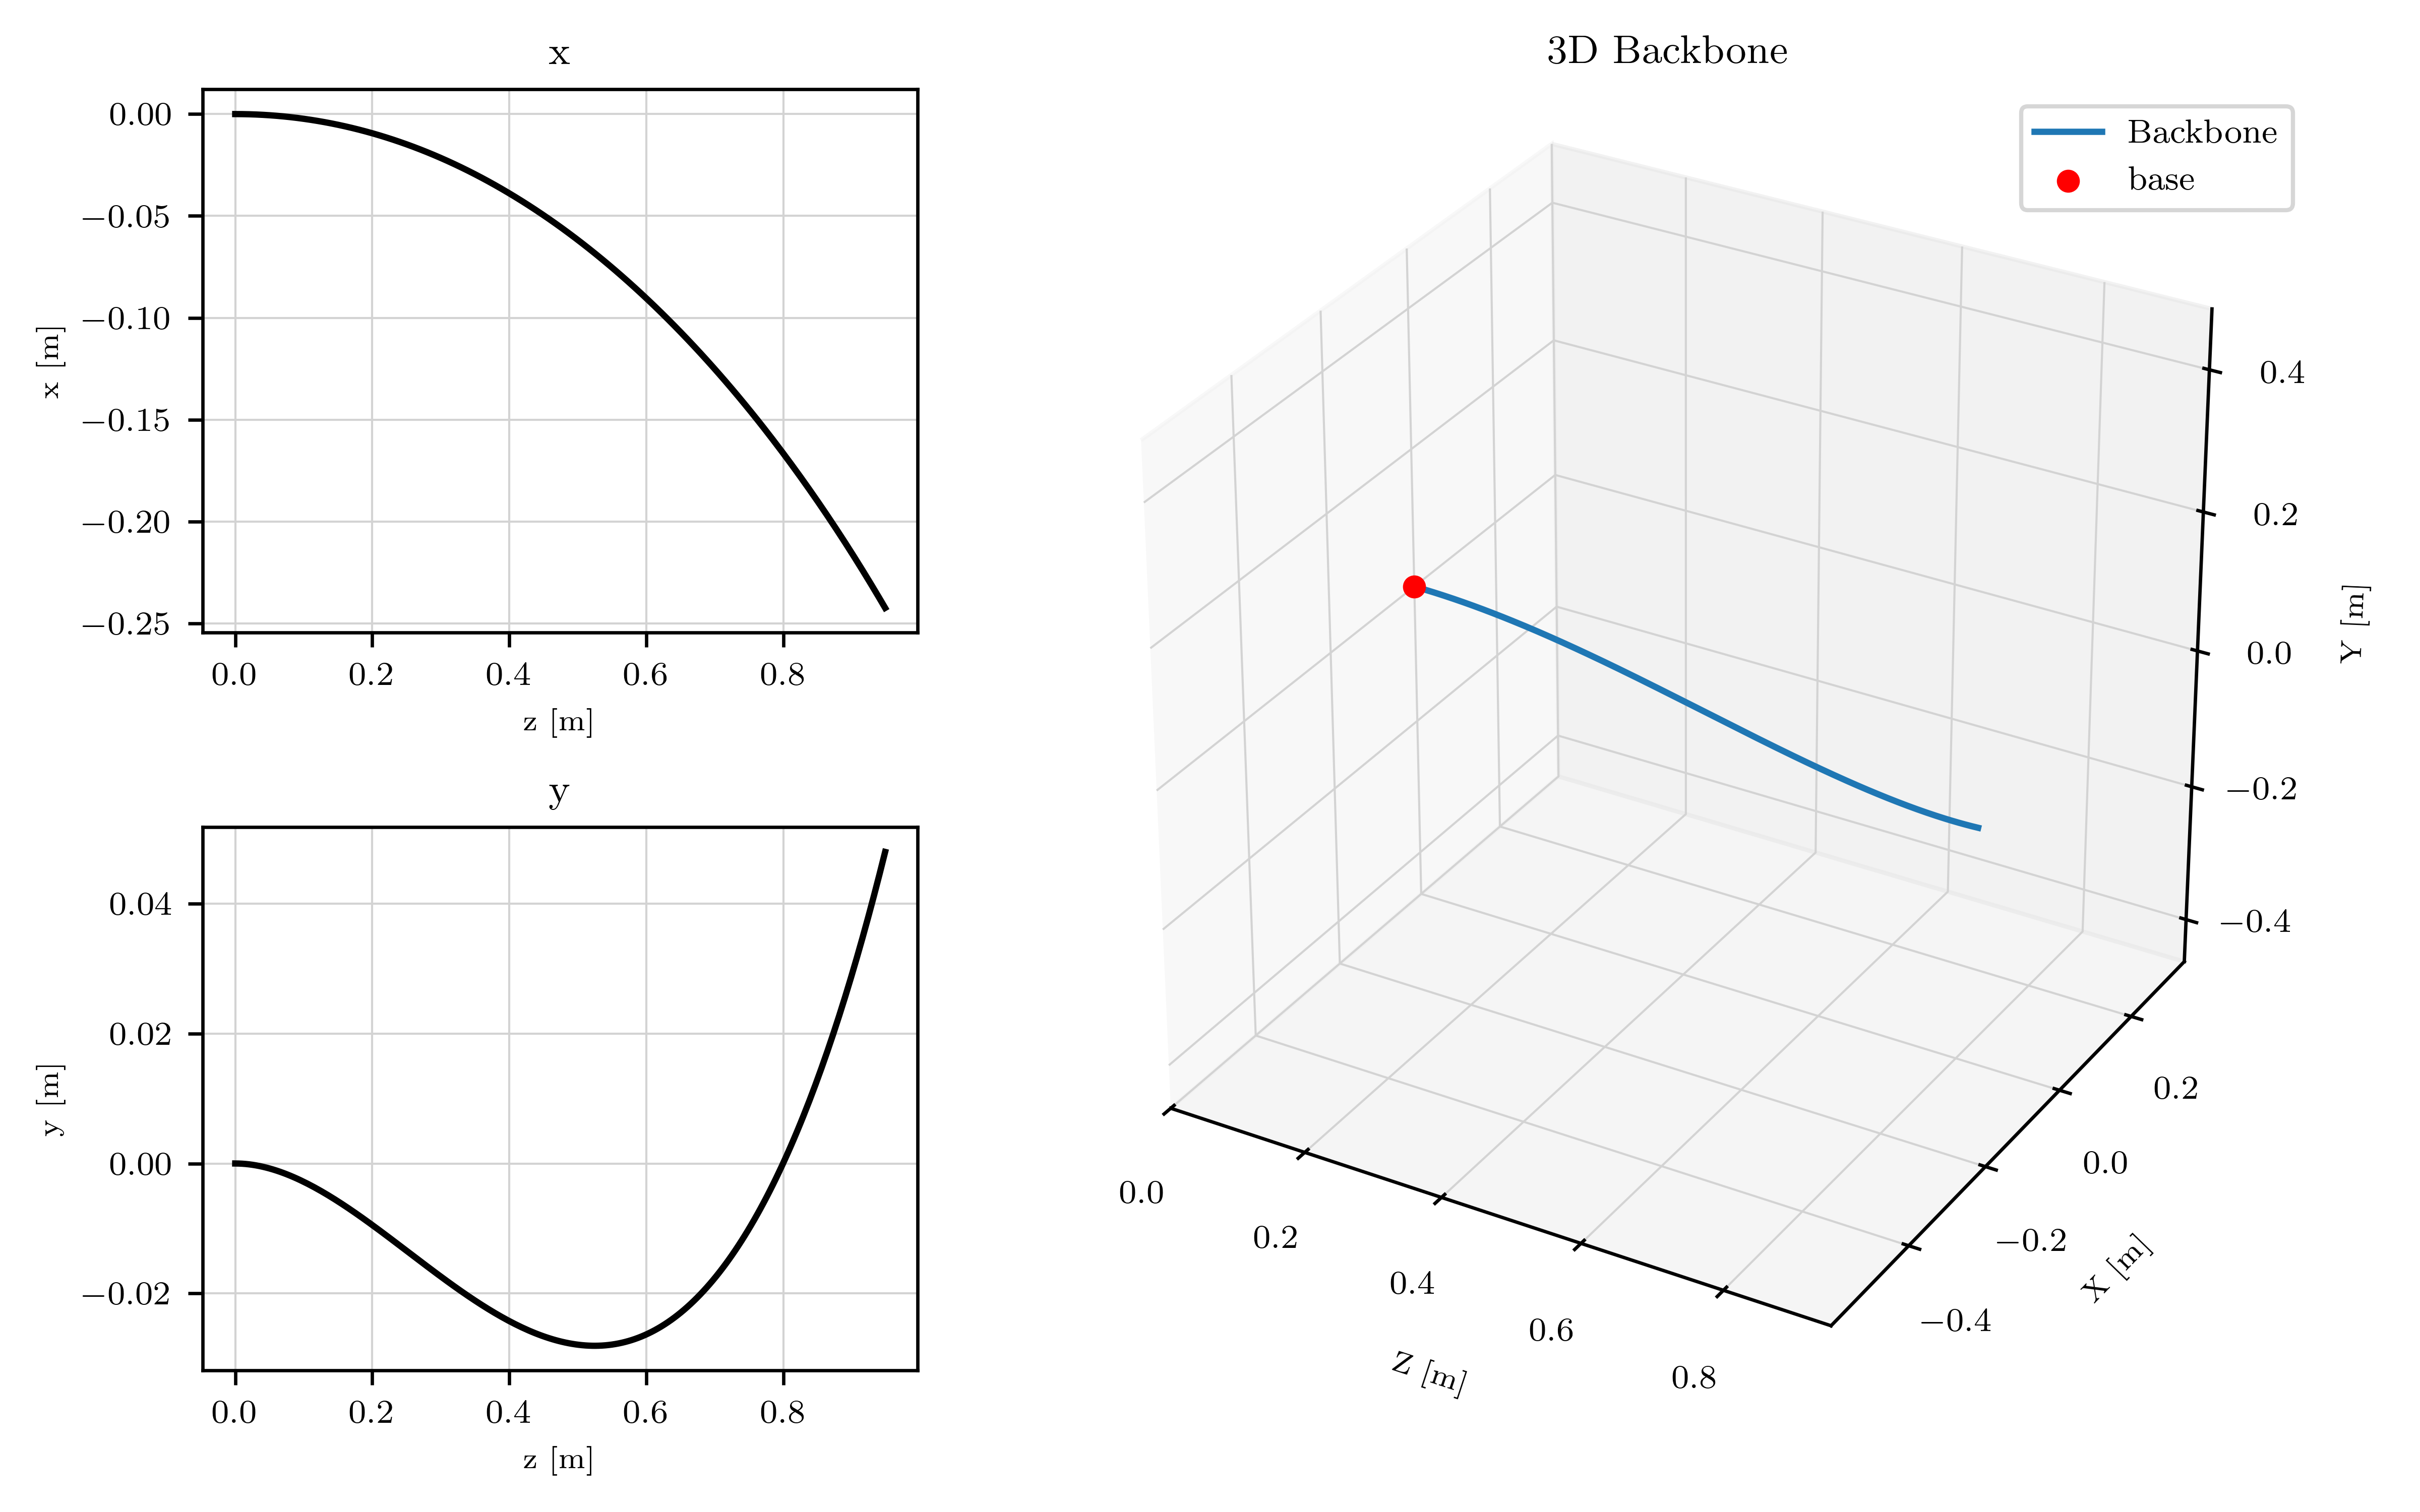 x
0.00
−0.05
−0.10
−0.15
−0.20
−0.25
x [m]
0.0 0.2 0.4 0.6 0.8
z [m]
y
0.04
0.02
0.00
−0.02
y [m]
0.0 0.2 0.4 0.6 0.8
z [m]
3D Backbone
Backbone
base
0.4
0.2
0.0
−0.2
−0.4
Y [m]
0.2
0.0
−0.2
−0.4
X [m]
0.0
0.2
0.4
0.6
0.8
Z [m]